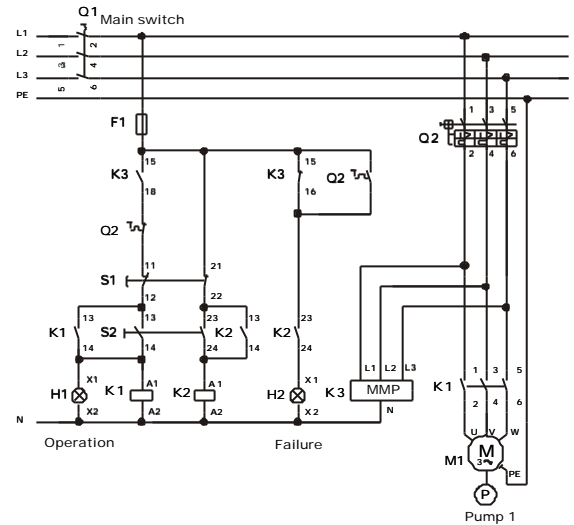 Q1 Main switch
L1
1 2
L2
3 4
L3
5 6
PE
F1
1 3 5
Q2
2 4 6
15 15
K3 K3 Q2
18 16
Q2
11 21
S1
12 22
13 13 23 13 23
K1 S2 K2 K2
14 14 24 14 24
L1 L2 L3
1 3 5
X1 A1 A1 X1
H1 K1 K2 H2 K3 MMP K1
X2 A2 A2 X2 N
2 4 6
N
U V W
Operation Failure
M1 M 3~
PE
P
Pump 1